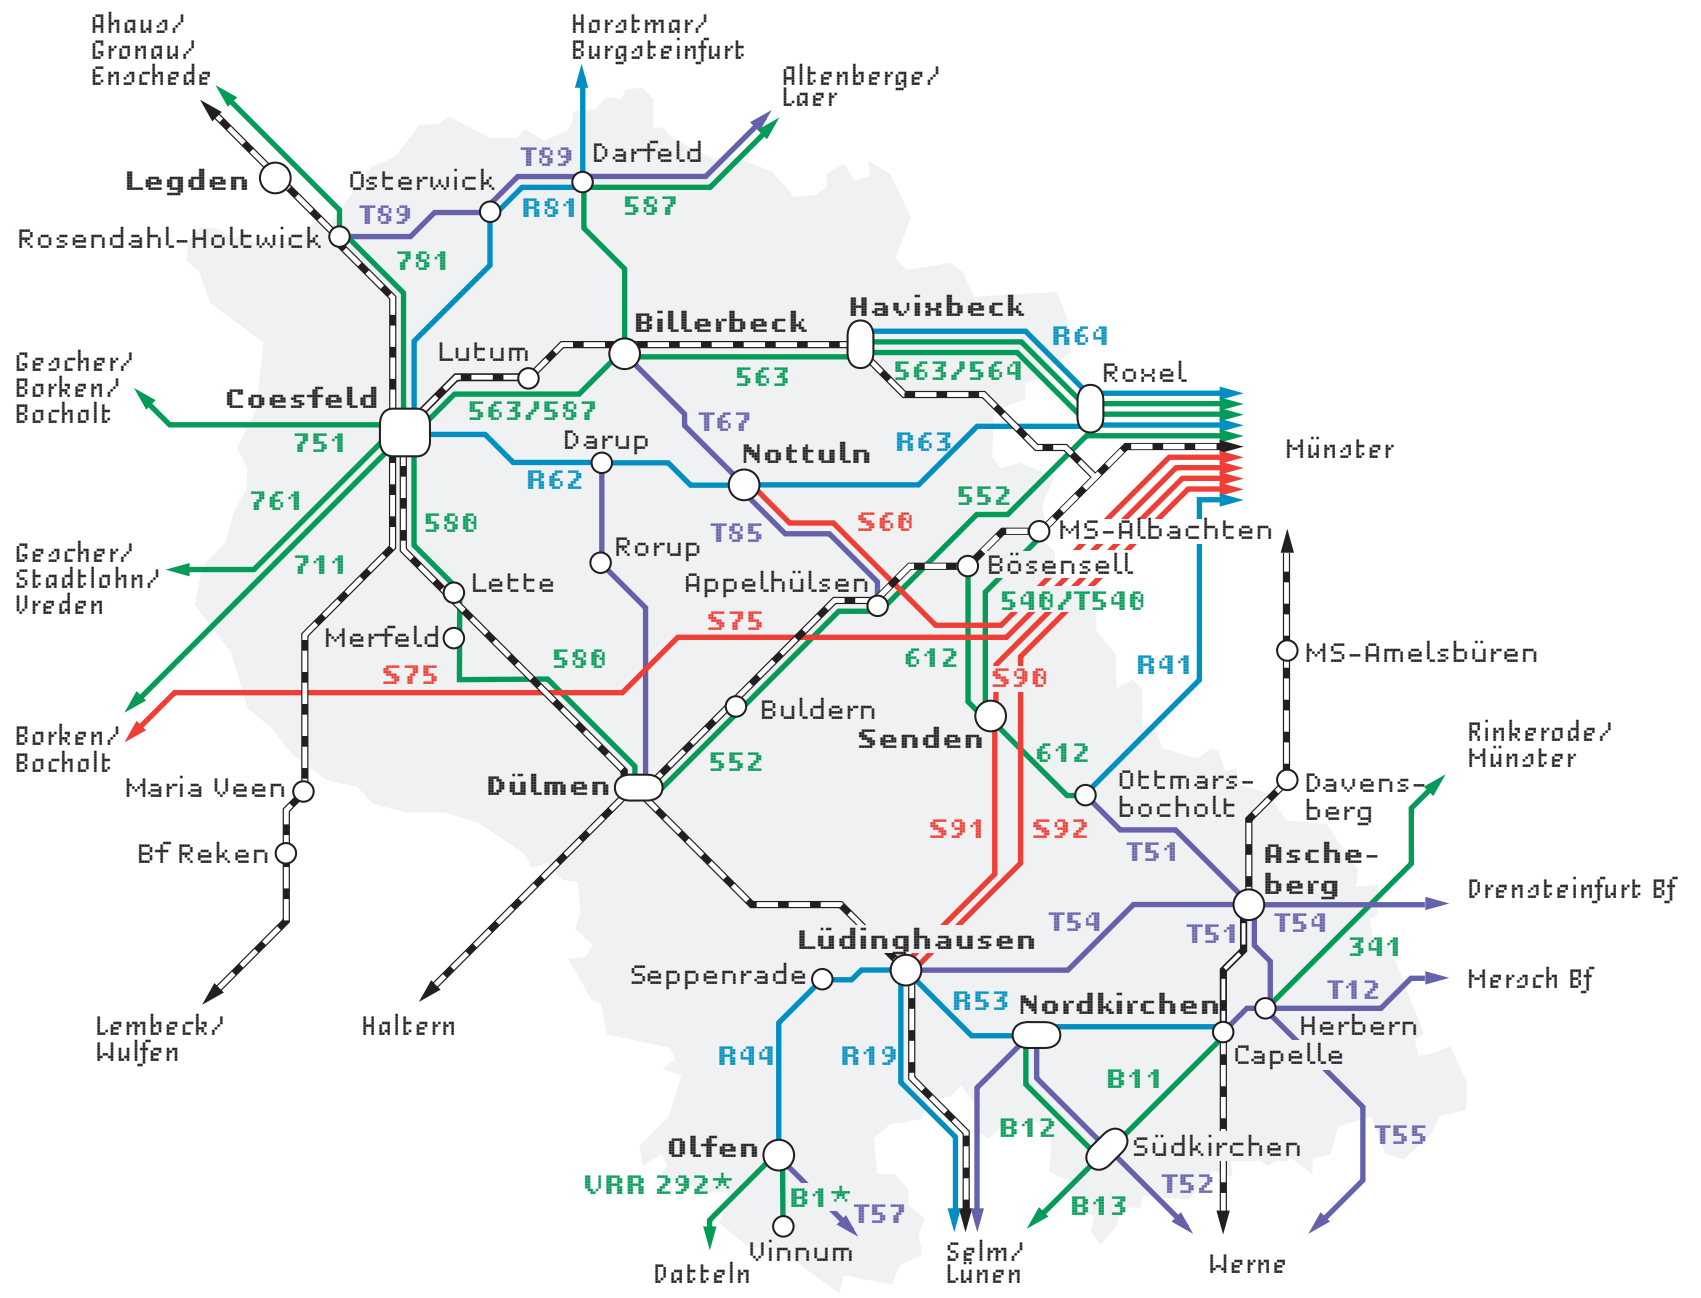 Ahaus/
Gronau/
Enschede
Horstmar/
Burgsteinfurt
Altenberge/
Laer
T89
Darfeld
Legden
Osterwick
T89
R81
587
Rosendahl-Holtwick
781
Havixbeck
Billerbeck
R64
Gescher/
Borken/
Bocholt
Lutum
563
563/564
Roxel
Coesfeld
563/587
751
Darup
T67
R63
Nottuln
Münster
R62
761
580
552
S60
T85
MS-Albachten
Gescher/
Stadtlohn/
Vreden
711
Rorup
Bösensell
Lette
Appelhülsen
540/T540
Merfeld
S75
580
612
R41
MS-Amelsbüren
S75
S90
Borken/
Bocholt
Buldern
Senden
612
Rinkerode/
Münster
552
Maria Veen
Dülmen
Ottmars-
bocholt
Davens-
berg
S91
S92
Bf Reken
T51
Asche-
berg
Drensteinfurt Bf
T54
T51
T54
341
Lüdinghausen
Seppenrade
R53
Nordkirchen
T12
Mersch Bf
Lembeck/
Wulfen
Haltern
Herbern
R44
R19
Capelle
B11
B12
T55
Olfen
Südkirchen
VRR 292*
B1*
T57
T52
B13
Vinnum
Datteln
Selm/
Lünen
Werne